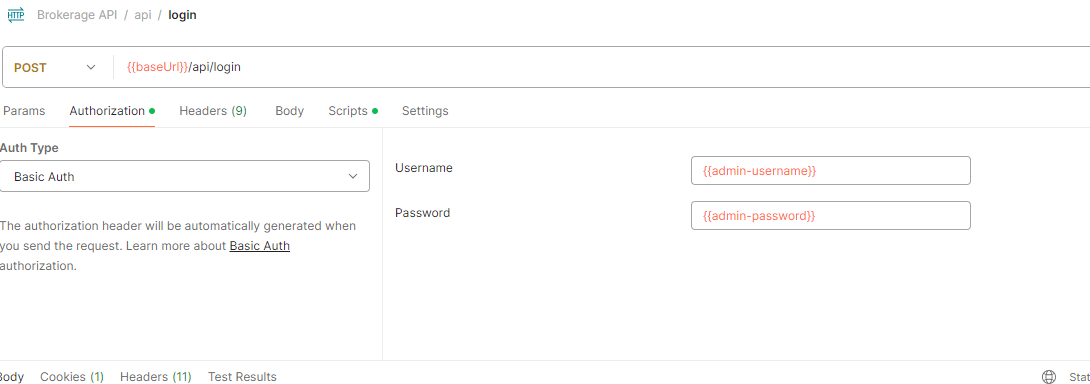 HTTP Brokerage API / api / login
POST {{baseUrl}}/api/login
Params Authorization Headers (9) Body Scripts Settings
Auth Type
Basic Auth
The authorization header will be automatically generated when
you send the request. Learn more about Basic Auth
authorization.
Username {{admin-username}}
Password {{admin-password}}
Body Cookies (1) Headers (11) Test Results Stat